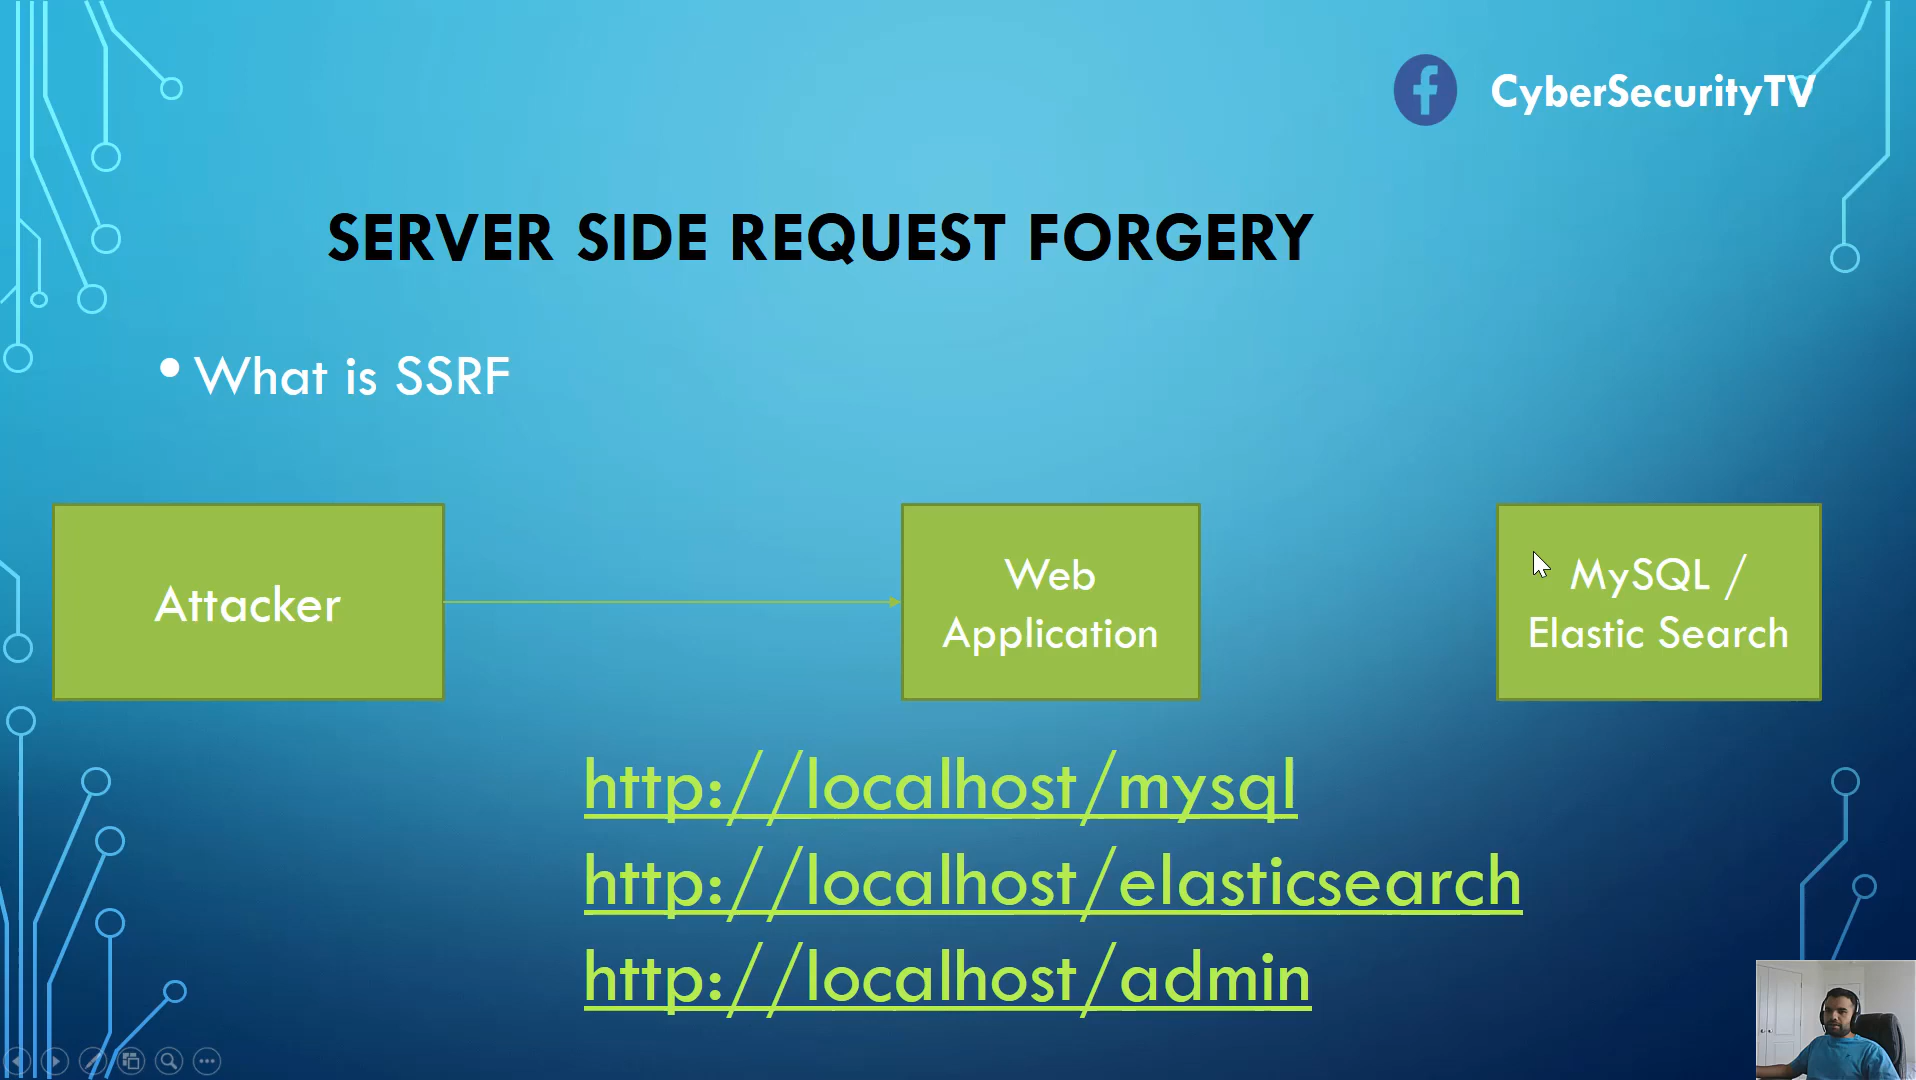 CyberSecurityTV
SERVER SIDE REQUEST FORGERY
• What is SSRF
Attacker
Web
Application
MySQL /
Elastic Search
http://localhost/mysql
http://localhost/elasticsearch
http://localhost/admin